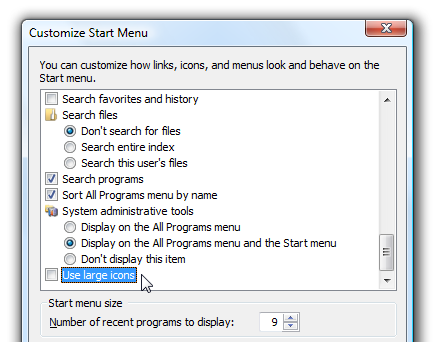 Customize Start Menu
You can customize how links, icons, and menus look and behave on the
Start menu.
Search favorites and history
Search files
Don't search for files
Search entire index
Search this user's files
Search programs
Sort All Programs menu by name
System administrative tools
Display on the All Programs menu
Display on the All Programs menu and the Start menu
Don't display this item
Use large icons
Start menu size
Number of recent programs to display: 9